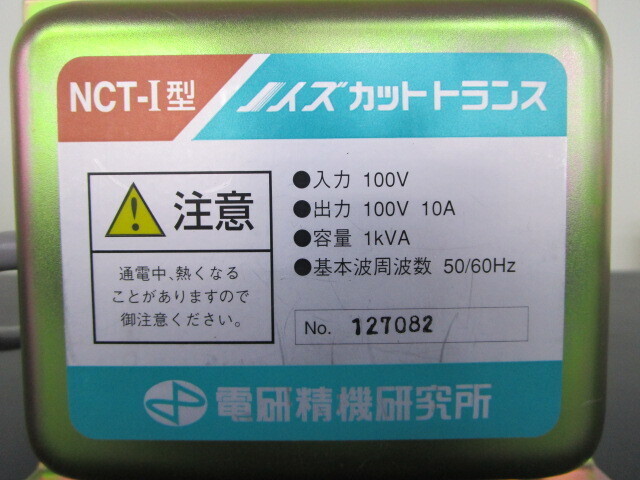 NCT-I型 ノイズカットトランス
注意
通電中、熱くなる
ことがありますので
御注意ください。
●入力 100V
●出力 100V 10A
●容量 1kVA
●基本波周波数 50/60Hz
No. 127082
電研精機研究所